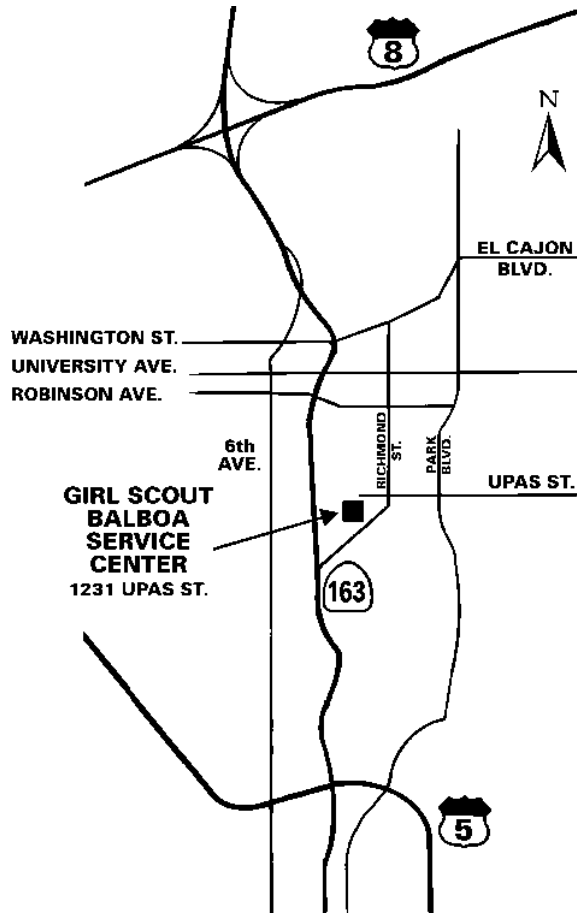 8
N
EL CAJON
BLVD.
WASHINGTON ST.
UNIVERSITY AVE.
ROBINSON AVE.
6th
AVE.
RICHMOND
ST.
PARK
BLVD.
UPAS ST.
GIRL SCOUT
BALBOA
SERVICE
CENTER
1231 UPAS ST.
163
5